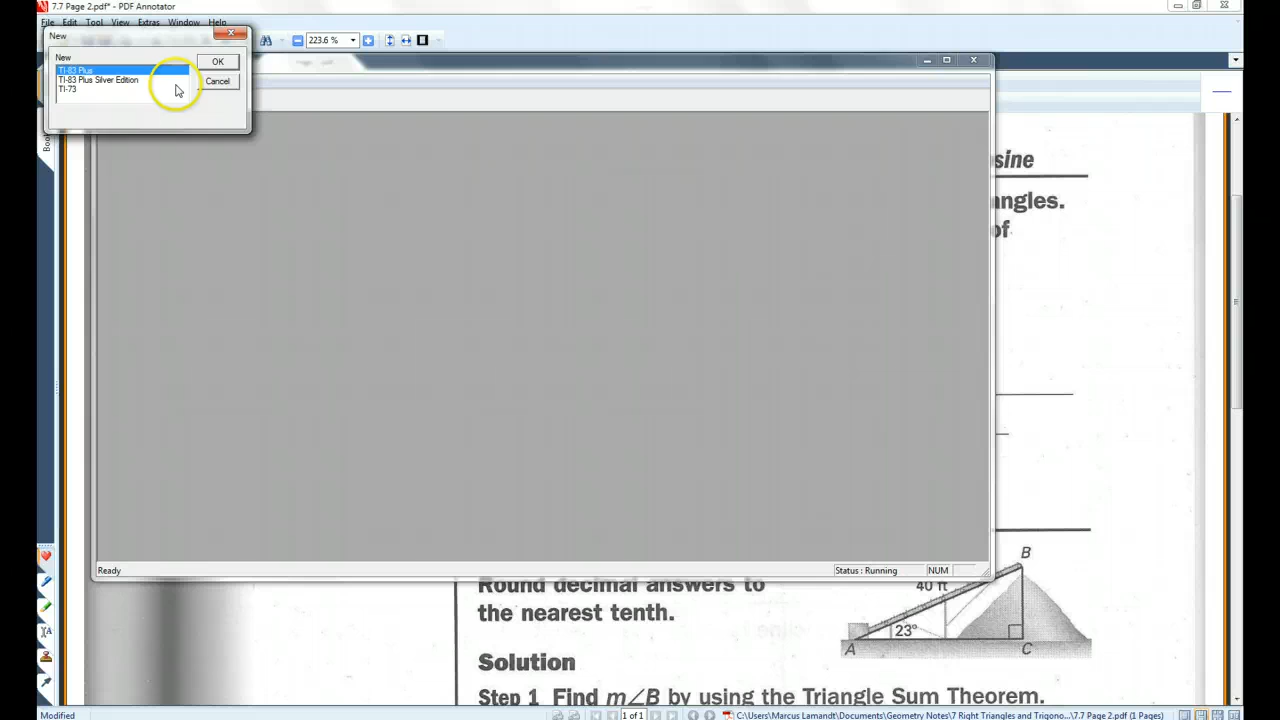 7.7 Page 2.pdf* - PDF Annotator
File Edit Tool View Extras Window Help
New
223.6 %
New
OK
TI-83 Plus
TI-83 Plus Silver Edition
Cancel
TI-73
sine
angles.
of
Ready
Status : Running
NUM
Round decimal answers to
the nearest tenth.
B
40 ft
23°
A
C
Solution
Step 1 Find m∠B by using the Triangle Sum Theorem.
Modified
1 of 1
C:\Users\Marcus Lamandt\Documents\Geometry Notes\7 Right Triangles and Trigono...\7.7 Page 2.pdf (1 Pages)